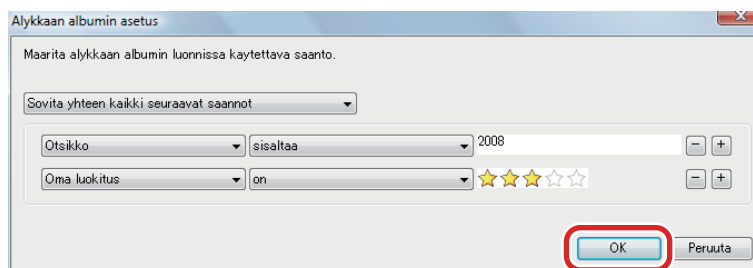 Alykkaan albumin asetus
Maarita alykkaan albumin luonnissa kaytettava saanto.
Sovita yhteen kaikki seuraavat saannot
Otsikko sisaltaa 2008
Oma luokitus on
OK Peruuta